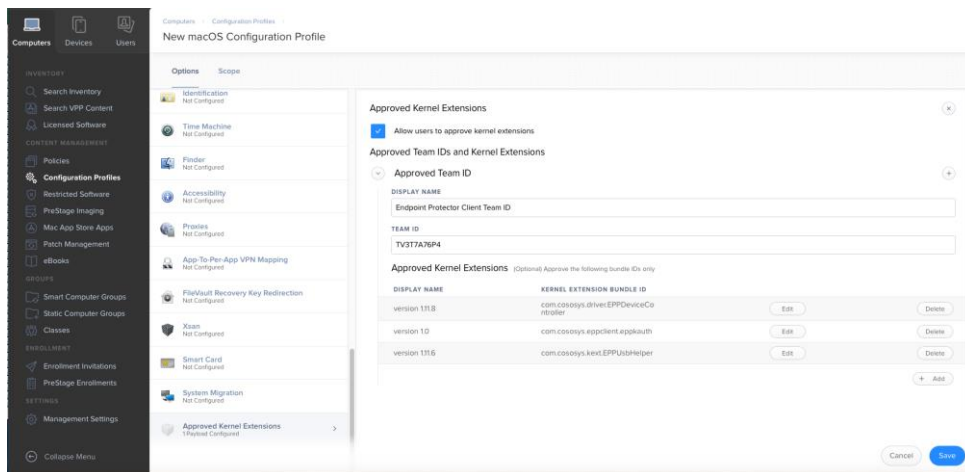 Computers
Devices
Users
INVENTORY
Search Inventory
Search VPP Content
Licensed Software
CONTENT MANAGEMENT
Policies
Configuration Profiles
Restricted Software
PreStage Imaging
Mac App Store Apps
Patch Management
eBooks
GROUPS
Smart Computer Groups
Static Computer Groups
Classes
ENROLLMENT
Enrollment Invitations
PreStage Enrollments
SETTINGS
Management Settings
Collapse Menu
Computers Configuration Profiles
New macOS Configuration Profile
Options Scope
Identification
Not Configured
Time Machine
Not Configured
Finder
Not Configured
Accessibility
Not Configured
Proxies
Not Configured
App-To-Per-App VPN Mapping
Not Configured
FileVault Recovery Key Redirection
Not Configured
Xsan
Not Configured
Smart Card
Not Configured
System Migration
Not Configured
Approved Kernel Extensions
1 Payload Configured
Approved Kernel Extensions
Allow users to approve kernel extensions
Approved Team IDs and Kernel Extensions
Approved Team ID
DISPLAY NAME
Endpoint Protector Client Team ID
TEAM ID
TV3T7A76P4
Approved Kernel Extensions (Optional) Approve the following bundle IDs only
DISPLAY NAME KERNEL EXTENSION BUNDLE ID
version 1.11.8 com.cososys.driver.EPPDeviceCo
ntroller Edit Delete
version 1.0 com.cososys.eppclient.eppkauth Edit Delete
version 1.11.6 com.cososys.kext.EPPUsbHelper Edit Delete
+ Add
Cancel Save